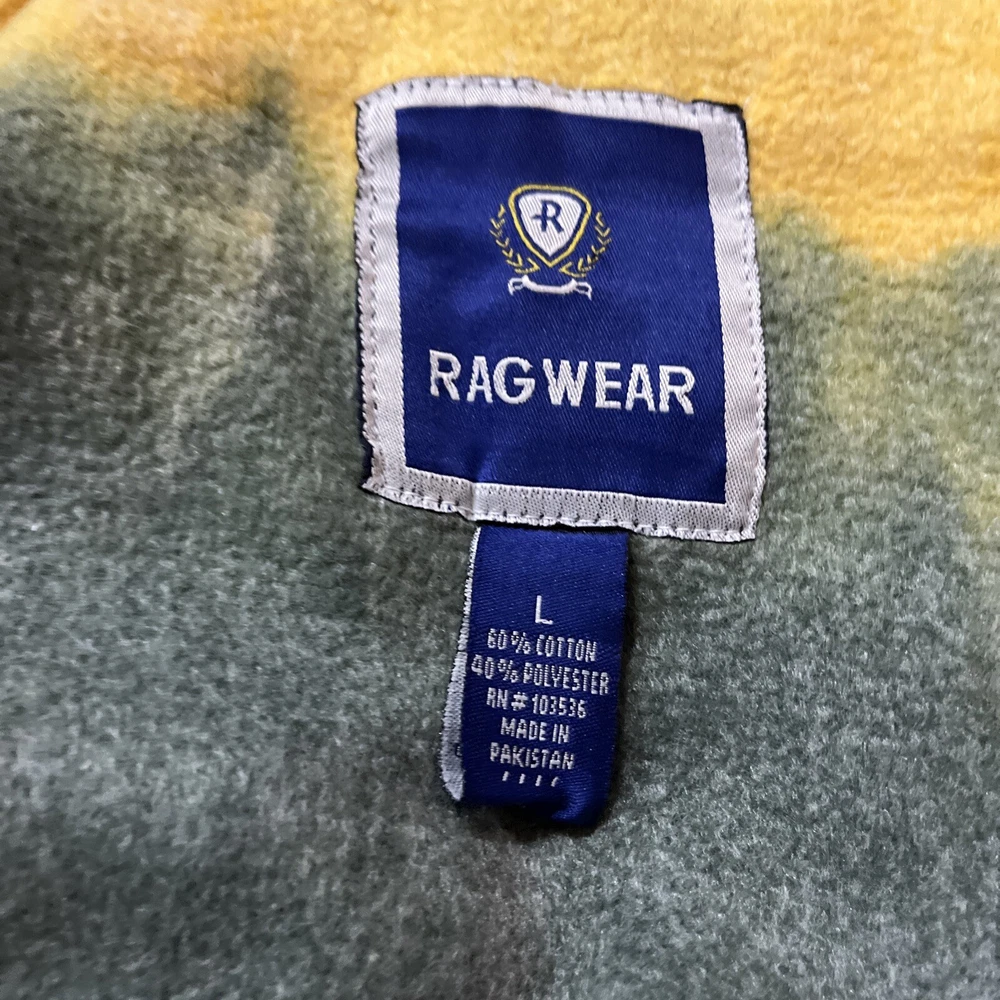 R
RAGWEAR
L
60% COTTON
40% POLYESTER
RN# 103536
MADE IN
PAKISTAN